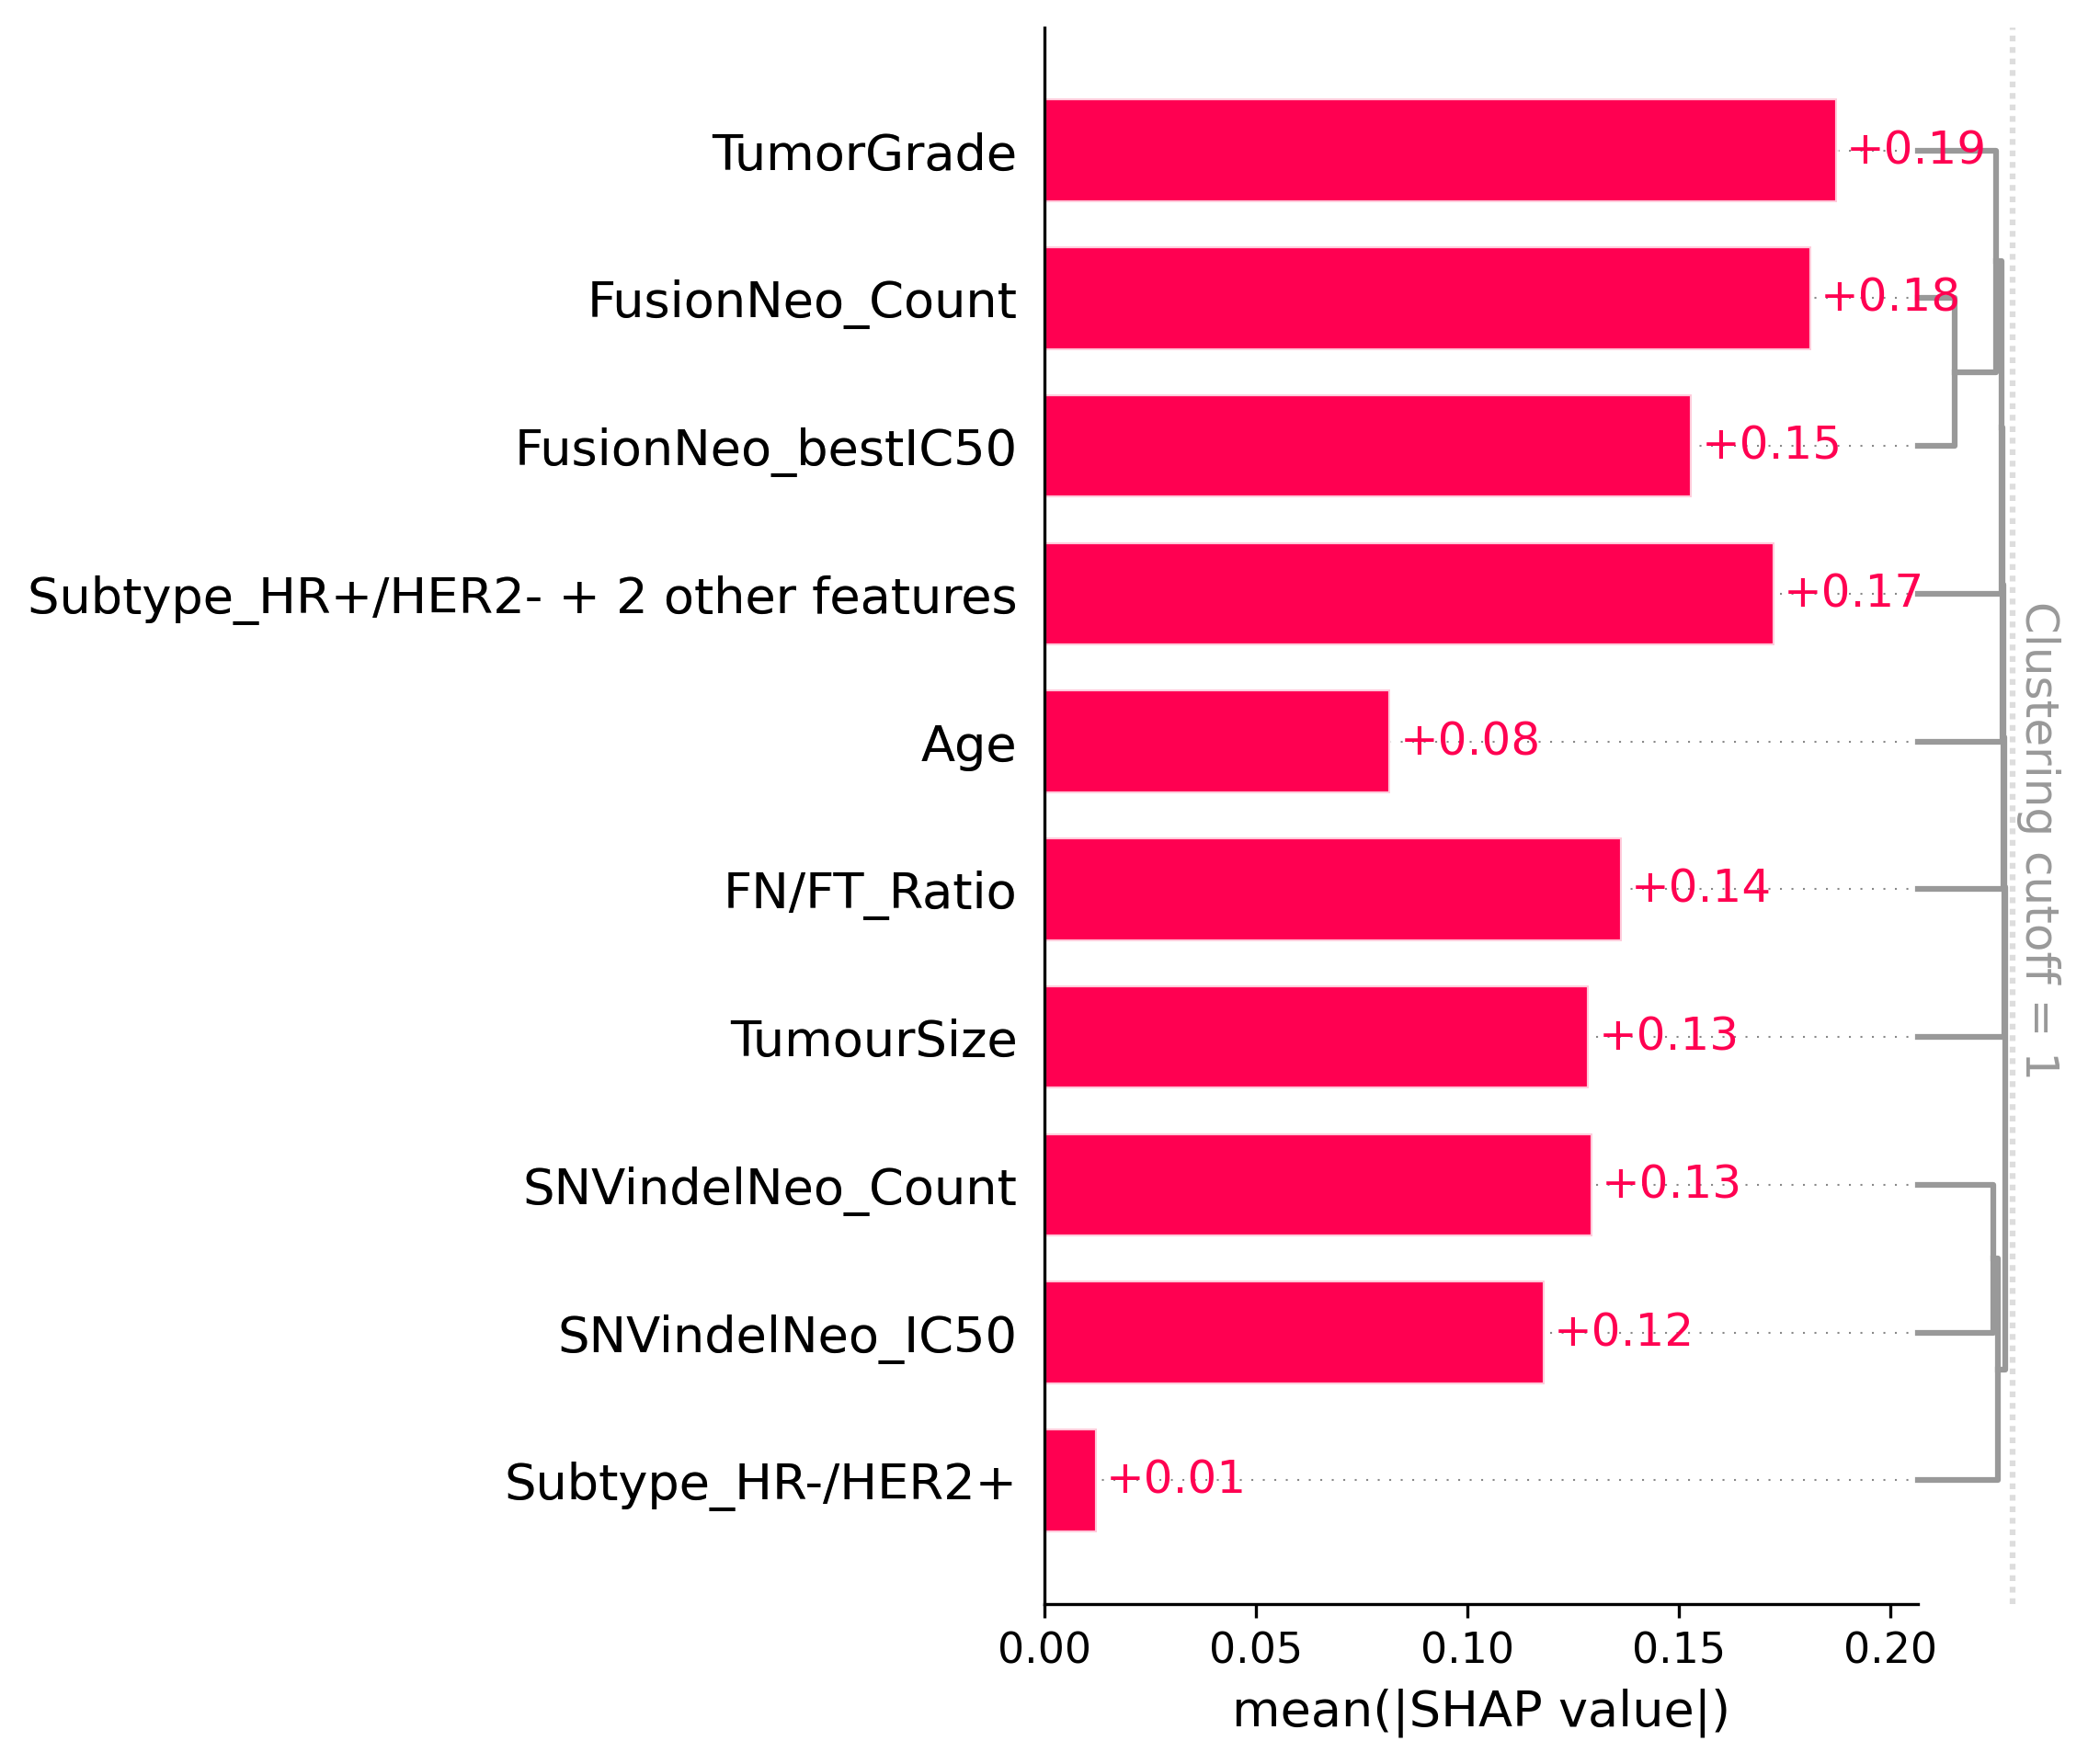 TumorGrade +0.19
FusionNeo_Count +0.18
FusionNeo_bestIC50 +0.15
Subtype_HR+/HER2- + 2 other features +0.17
Age +0.08
FN/FT_Ratio +0.14
TumourSize +0.13
SNVindelNeo_Count +0.13
SNVindelNeo_IC50 +0.12
Subtype_HR-/HER2+ +0.01
Clustering cutoff = 1
0.00 0.05 0.10 0.15 0.20
mean(|SHAP value|)